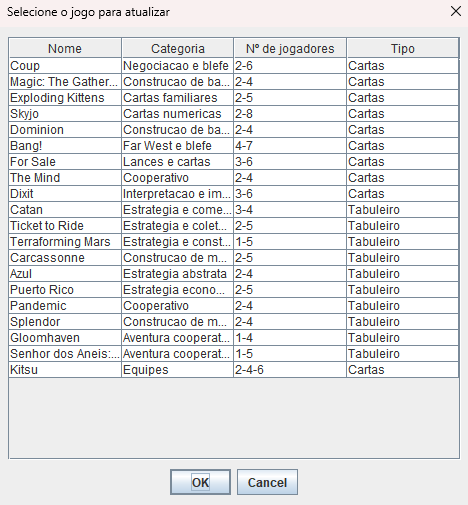 Selecione o jogo para atualizar
Nome Categoria Nº de jogadores Tipo
Coup Negociacao e blefe 2-6 Cartas
Magic: The Gather... Construcao de ba... 2-4 Cartas
Exploding Kittens Cartas familiares 2-5 Cartas
Skyjo Cartas numericas 2-8 Cartas
Dominion Construcao de ba... 2-4 Cartas
Bang! Far West e blefe 4-7 Cartas
For Sale Lances e cartas 3-6 Cartas
The Mind Cooperativo 2-4 Cartas
Dixit Interpretacao e im... 3-6 Cartas
Catan Estrategia e come... 3-4 Tabuleiro
Ticket to Ride Estrategia e colet... 2-5 Tabuleiro
Terraforming Mars Estrategia e const... 1-5 Tabuleiro
Carcassonne Construcao de m... 2-5 Tabuleiro
Azul Estrategia abstrata 2-4 Tabuleiro
Puerto Rico Estrategia econo... 2-5 Tabuleiro
Pandemic Cooperativo 2-4 Tabuleiro
Splendor Construcao de m... 2-4 Tabuleiro
Gloomhaven Aventura cooperat... 1-4 Tabuleiro
Senhor dos Aneis:... Aventura cooperat... 1-5 Tabuleiro
Kitsu Equipes 2-4-6 Cartas
OK Cancel